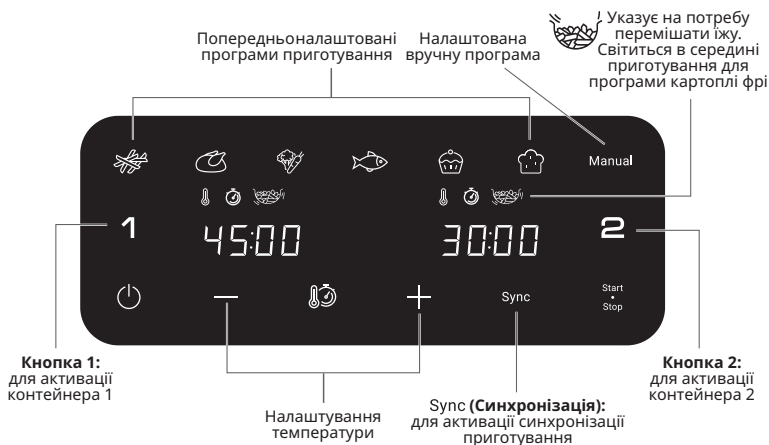 Попередньоналаштовані
програми приготування
Налаштована
вручну програма
Указує на потребу
перемішати їжу.
Світиться в середині
приготування для
програми картоплі фрі
Manual
1
45:00
30:00
2
Sync
Start
Stop
Кнопка 1:
для активації
контейнера 1
Налаштування
температури
Sync (Синхронізація):
для активації синхронізації
приготування
Кнопка 2:
для активації
контейнера 2